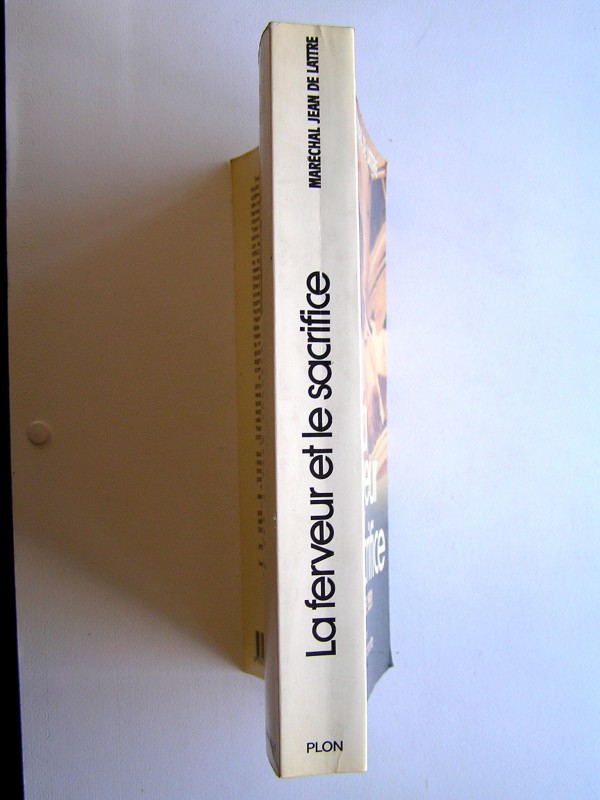 MARÉCHAL JEAN DE LATTRE
La ferveur et le sacrifice
PLON